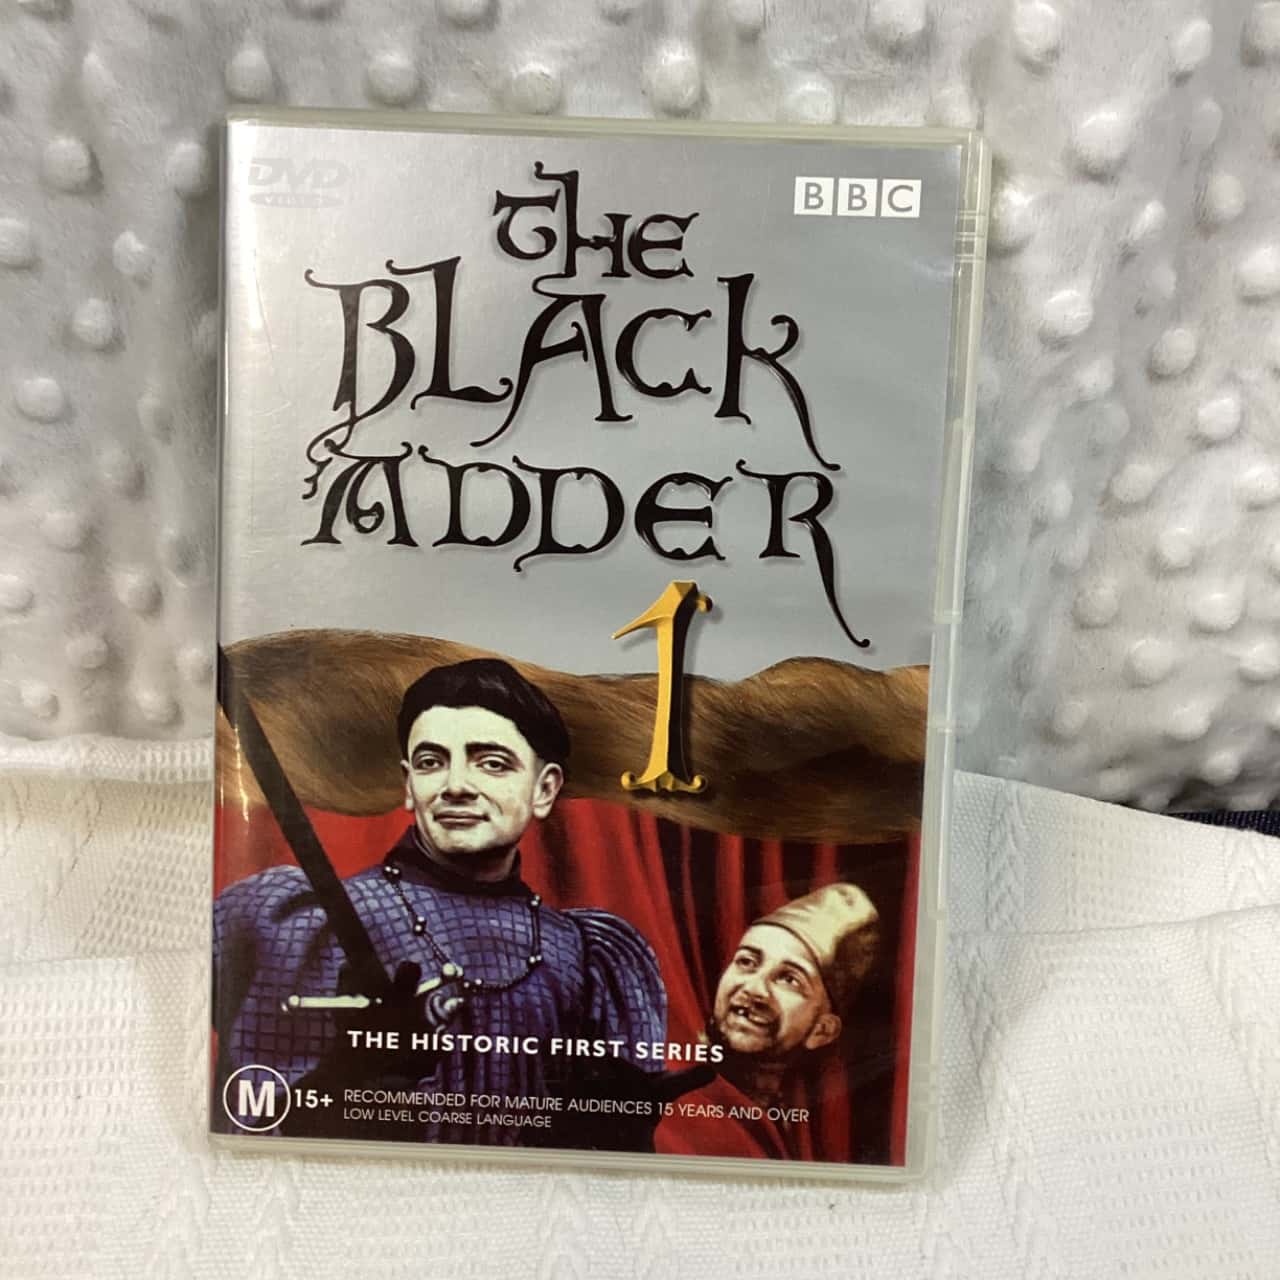 DVD
VIDEO
BBC
THE
BLACK
ADDER
1
THE HISTORIC FIRST SERIES
M 15+ RECOMMENDED FOR MATURE AUDIENCES 15 YEARS AND OVER
LOW LEVEL COARSE LANGUAGE